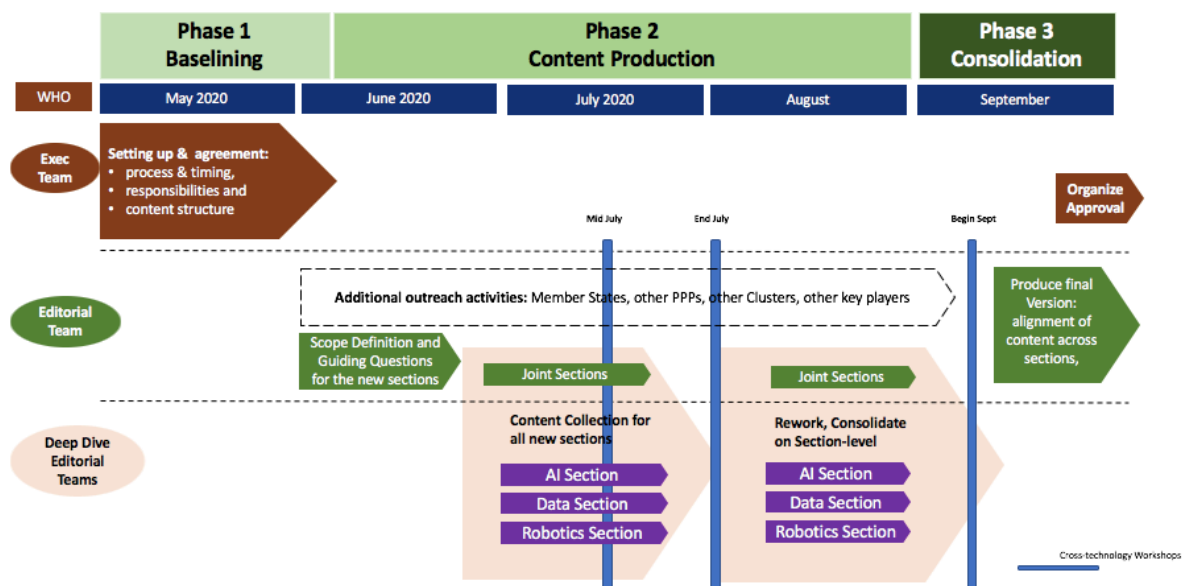 Phase 1
Baselining
Phase 2
Content Production
Phase 3
Consolidation
WHO
May 2020
June 2020
July 2020
August
September
Exec
Team
Setting up & agreement:
• process & timing,
• responsibilities and
• content structure
Organize
Approval
Mid July
End July
Begin Sept
Editorial
Team
Additional outreach activities: Member States, other PPPs, other Clusters, other key players
Produce final
Version:
alignment of
content across
sections,
Scope Definition and
Guiding Questions
for the new sections
Joint Sections
Joint Sections
Deep Dive
Editorial
Teams
Content Collection for
all new sections
AI Section
Data Section
Robotics Section
Rework, Consolidate
on Section-level
AI Section
Data Section
Robotics Section
Cross-technology Workshops